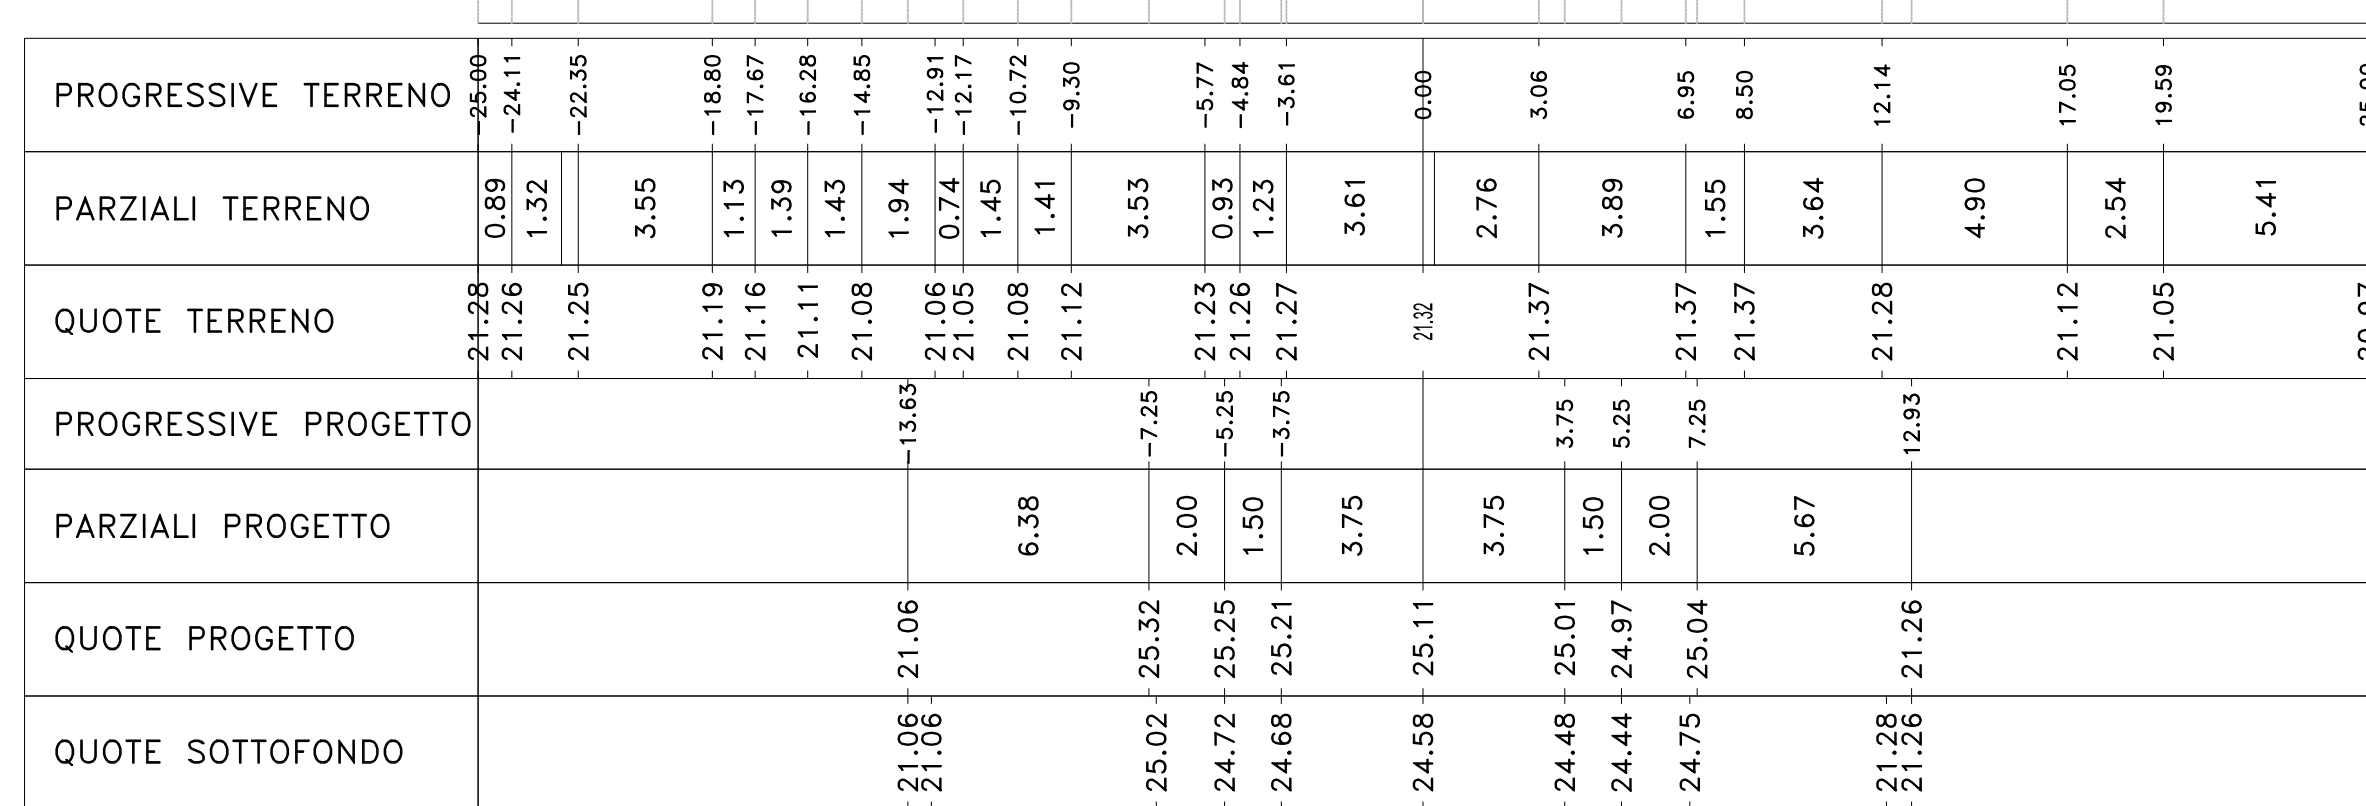 PROGRESSIVE TERRENO -25.00 -24.11 -22.35 -18.80 -17.67 -16.28 -14.85 -12.91 -12.17 -10.72 -9.30 -5.77 -4.84 -3.61 0.00 3.06 6.95 8.50 12.14 17.05 19.59
PARZIALI TERRENO 0.89 1.32 3.55 1.13 1.39 1.43 1.94 0.74 1.45 1.41 3.53 0.93 1.23 3.61 2.76 3.89 1.55 3.64 4.90 2.54 5.41
QUOTE TERRENO 21.28 21.26 21.25 21.19 21.16 21.11 21.08 21.06 21.05 21.08 21.12 21.23 21.26 21.27 21.32 21.37 21.37 21.37 21.28 21.12 21.05
PROGRESSIVE PROGETTO -13.63 -7.25 -5.25 -3.75 3.75 5.25 7.25 12.93
PARZIALI PROGETTO 6.38 2.00 1.50 3.75 3.75 1.50 2.00 5.67
QUOTE PROGETTO 21.06 25.32 25.25 25.21 25.11 25.01 24.97 25.04 21.26
QUOTE SOTTOFONDO 21.06 21.06 25.02 24.72 24.68 24.58 24.48 24.44 24.75 21.28 21.26